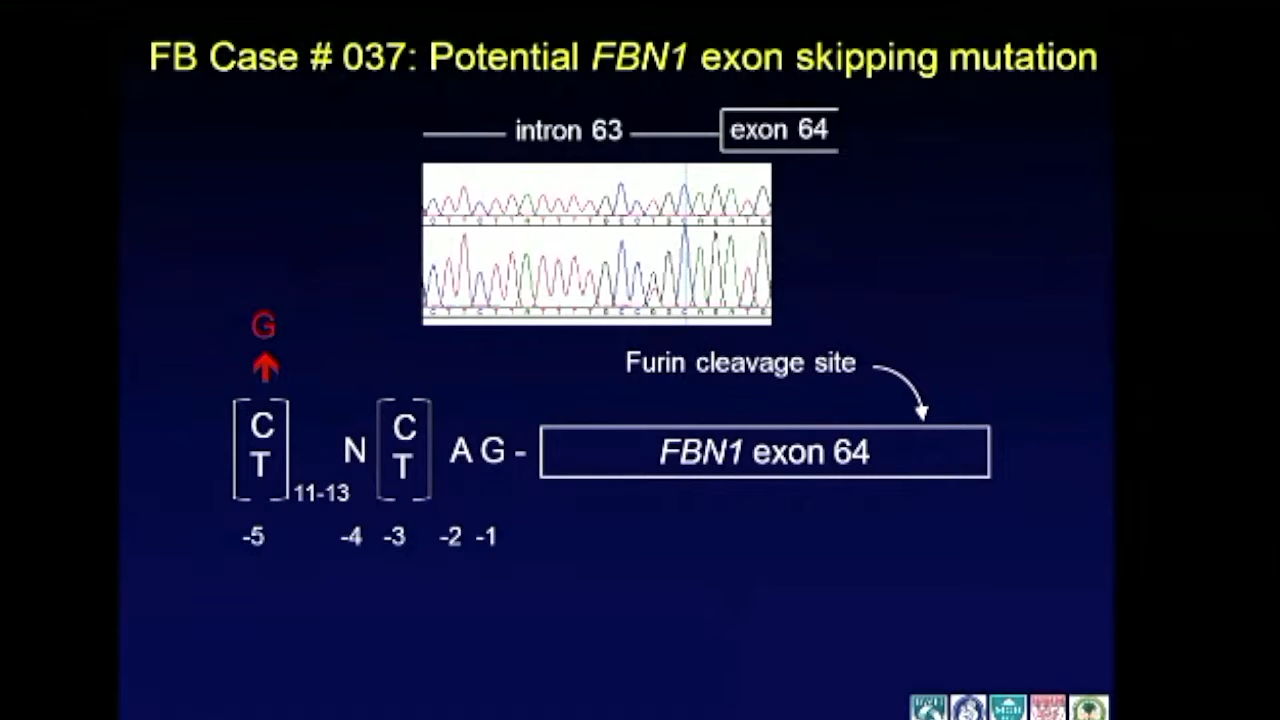 FB Case # 037: Potential FBN1 exon skipping mutation
intron 63
exon 64
G
Furin cleavage site
C
T
11-13
N
C
T
A G -
FBN1 exon 64
-5
-4
-3
-2
-1